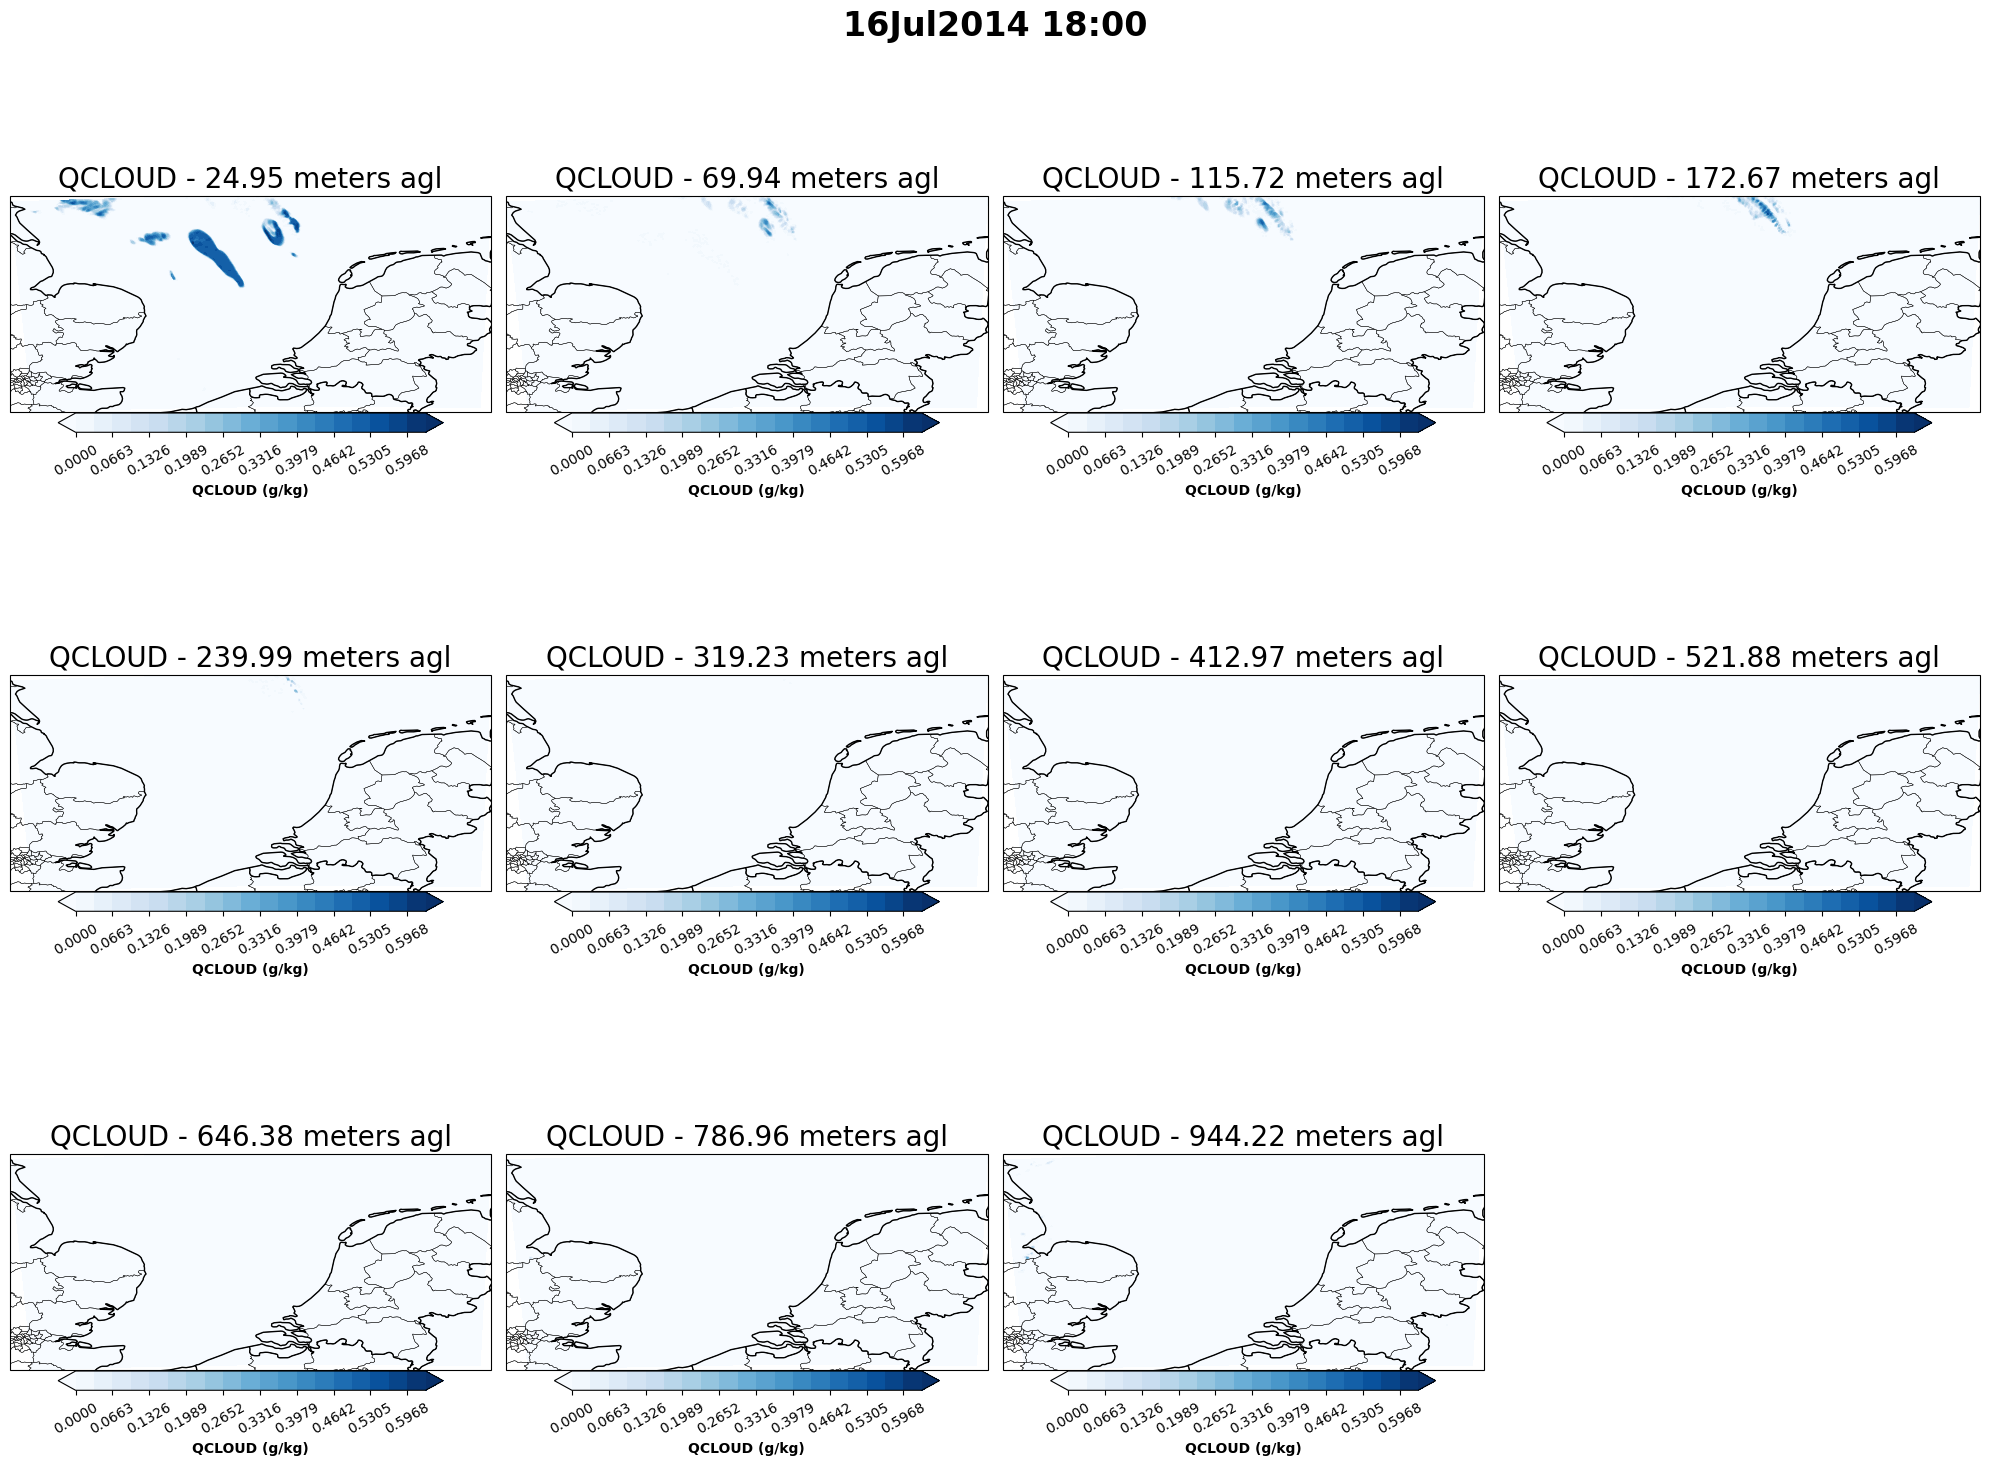 16Jul2014 18:00
QCLOUD - 24.95 meters agl
0.0000 0.0663 0.1326 0.1989 0.2652 0.3316 0.3979 0.4642 0.5305 0.5968
QCLOUD (g/kg)
QCLOUD - 69.94 meters agl
0.0000 0.0663 0.1326 0.1989 0.2652 0.3316 0.3979 0.4642 0.5305 0.5968
QCLOUD (g/kg)
QCLOUD - 115.72 meters agl
0.0000 0.0663 0.1326 0.1989 0.2652 0.3316 0.3979 0.4642 0.5305 0.5968
QCLOUD (g/kg)
QCLOUD - 172.67 meters agl
0.0000 0.0663 0.1326 0.1989 0.2652 0.3316 0.3979 0.4642 0.5305 0.5968
QCLOUD (g/kg)
QCLOUD - 239.99 meters agl
0.0000 0.0663 0.1326 0.1989 0.2652 0.3316 0.3979 0.4642 0.5305 0.5968
QCLOUD (g/kg)
QCLOUD - 319.23 meters agl
0.0000 0.0663 0.1326 0.1989 0.2652 0.3316 0.3979 0.4642 0.5305 0.5968
QCLOUD (g/kg)
QCLOUD - 412.97 meters agl
0.0000 0.0663 0.1326 0.1989 0.2652 0.3316 0.3979 0.4642 0.5305 0.5968
QCLOUD (g/kg)
QCLOUD - 521.88 meters agl
0.0000 0.0663 0.1326 0.1989 0.2652 0.3316 0.3979 0.4642 0.5305 0.5968
QCLOUD (g/kg)
QCLOUD - 646.38 meters agl
0.0000 0.0663 0.1326 0.1989 0.2652 0.3316 0.3979 0.4642 0.5305 0.5968
QCLOUD (g/kg)
QCLOUD - 786.96 meters agl
0.0000 0.0663 0.1326 0.1989 0.2652 0.3316 0.3979 0.4642 0.5305 0.5968
QCLOUD (g/kg)
QCLOUD - 944.22 meters agl
0.0000 0.0663 0.1326 0.1989 0.2652 0.3316 0.3979 0.4642 0.5305 0.5968
QCLOUD (g/kg)